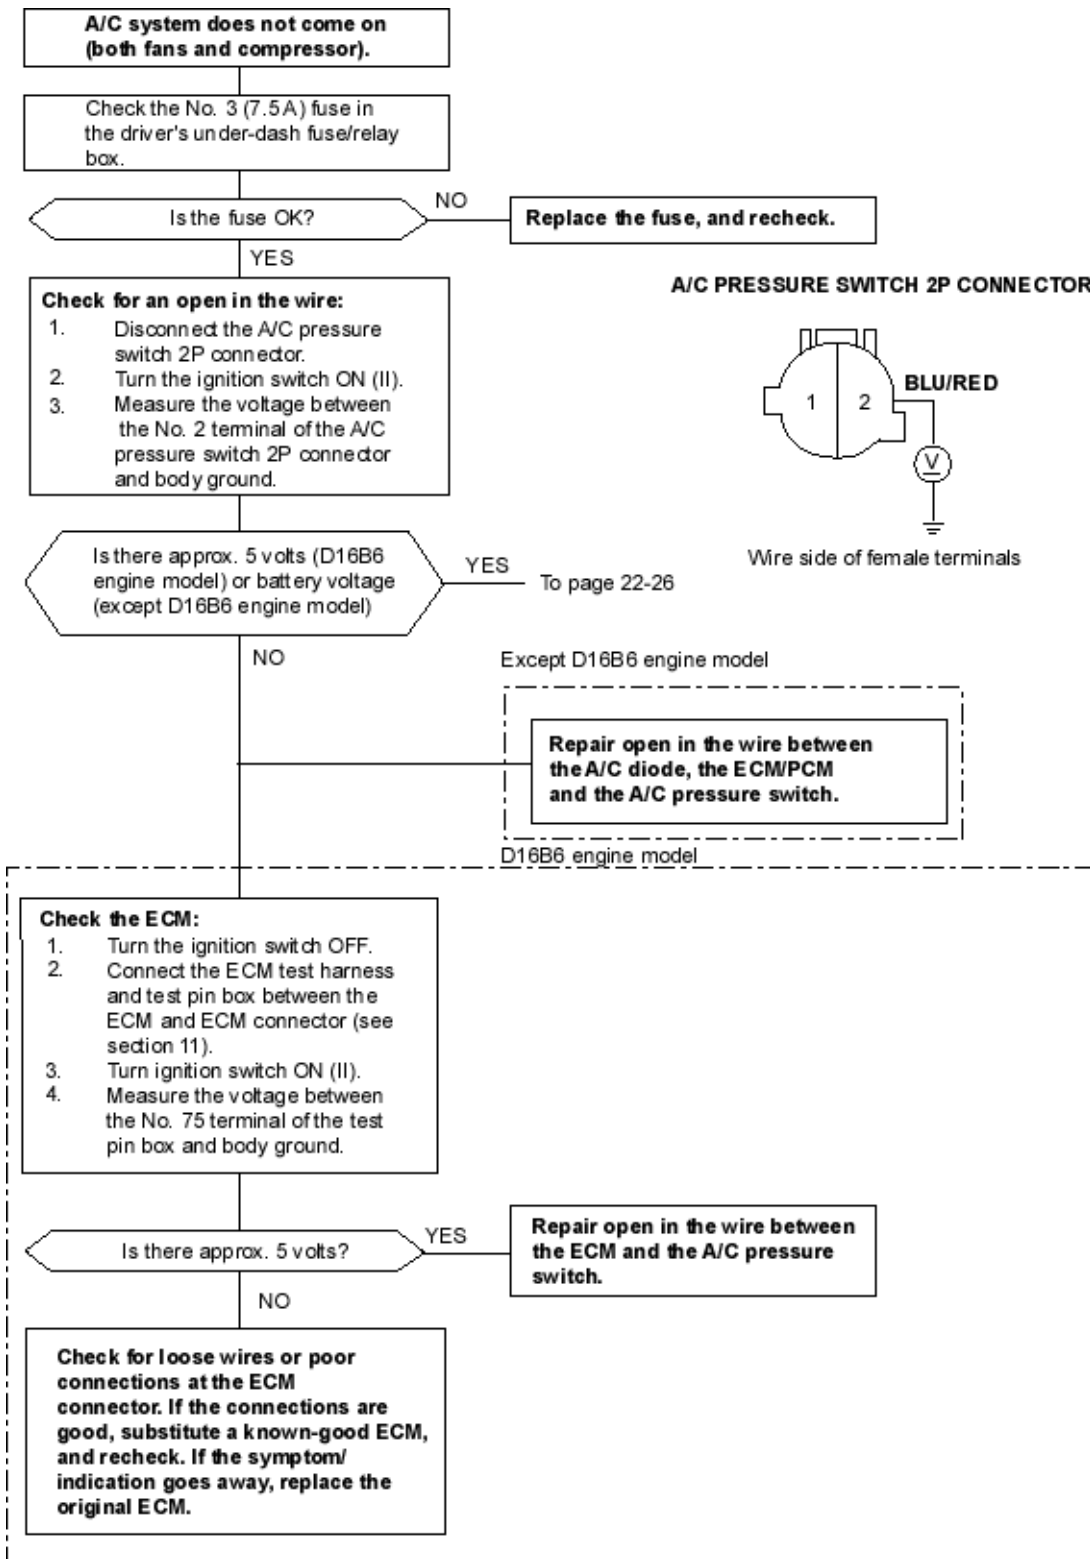 A/C system does not come on
(both fans and compressor).
Check the No. 3 (7.5 A) fuse in
the driver's under-dash fuse/relay
box.
Is the fuse OK?
NO
Replace the fuse, and recheck.
YES
Check for an open in the wire:
1. Disconnect the A/C pressure
switch 2P connector.
2. Turn the ignition switch ON (II).
3. Measure the voltage between
the No. 2 terminal of the A/C
pressure switch 2P connector
and body ground.
A/C PRESSURE SWITCH 2P CONNECTOR
1 2
BLU/RED
V
Wire side of female terminals
Is there approx. 5 volts (D16B6
engine model) or battery voltage
(except D16B6 engine model)
YES
To page 22-26
NO
Except D16B6 engine model
Repair open in the wire between
the A/C diode, the ECM/PCM
and the A/C pressure switch.
D16B6 engine model
Check the ECM:
1. Turn the ignition switch OFF.
2. Connect the ECM test harness
and test pin box between the
ECM and ECM connector (see
section 11).
3. Turn ignition switch ON (II).
4. Measure the voltage between
the No. 75 terminal of the test
pin box and body ground.
Is there approx. 5 volts?
YES
Repair open in the wire between
the ECM and the A/C pressure
switch.
NO
Check for loose wires or poor
connections at the ECM
connector. If the connections are
good, substitute a known-good ECM,
and recheck. If the symptom/
indication goes away, replace the
original ECM.